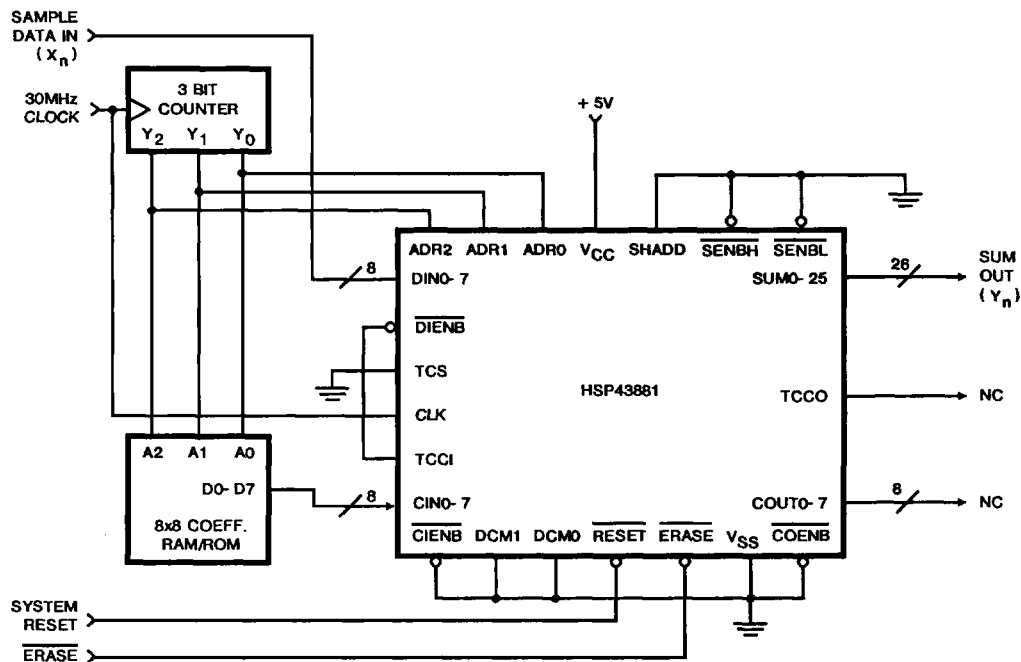 SAMPLE
DATA IN
(Xn)
30MHz
CLOCK
3 BIT
COUNTER
Y2 Y1 Y0
+ 5V
ADR2 ADR1 ADR0 VCC SHADD SENBH SENBL
8
DIN0- 7
SUM0- 25
26
SUM
OUT
(Yn)
DIENB
TCS
HSP43881
CLK
TCCO
NC
TCCI
A2 A1 A0
D0- D7
8
CIN0- 7
COUT0- 7
8
NC
8x8 COEFF.
RAM/ROM
CIENB DCM1 DCM0 RESET ERASE VSS COENB
SYSTEM
RESET
ERASE